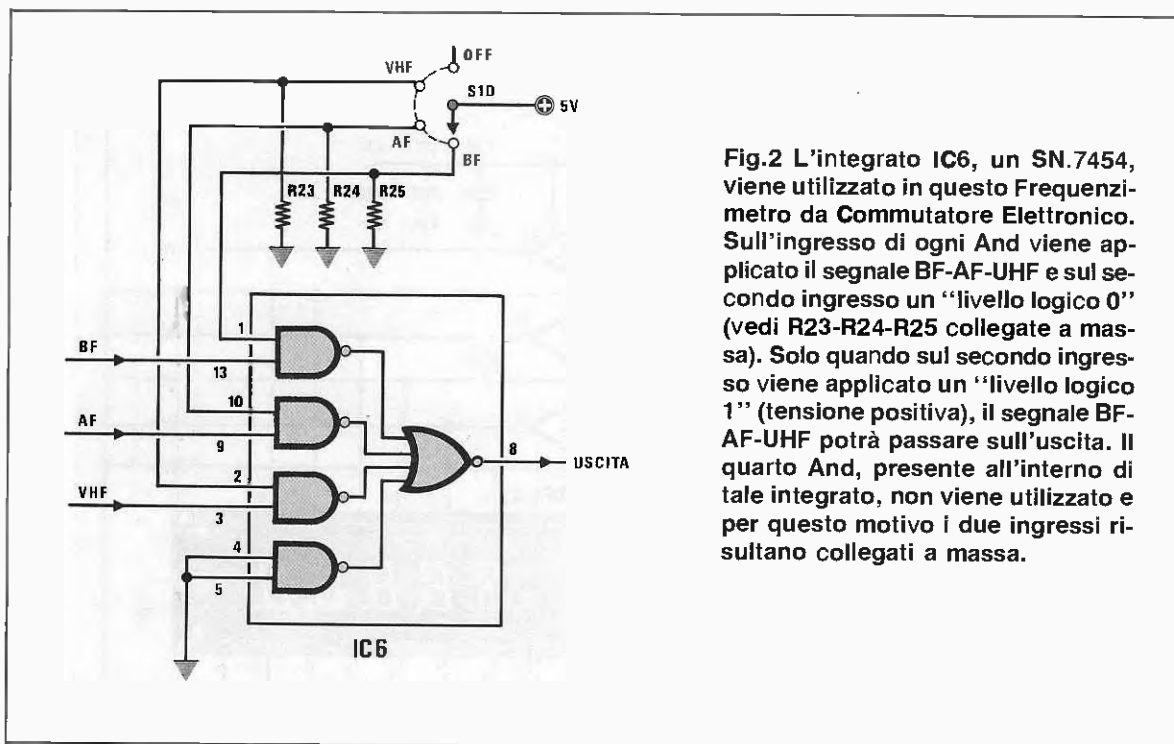 OFF
VHF
S1D
5V
AF
BF
R23 R24 R25
1
BF
13
10
AF
9
8
USCITA
2
VHF
3
4
5
IC6
Fig.2 L'integrato IC6, un SN.7454,
viene utilizzato in questo Frequenzi-
metro da Commutatore Elettronico.
Sull'ingresso di ogni And viene ap-
plicato il segnale BF-AF-UHF e sul se-
condo ingresso un "livello logico 0"
(vedi R23-R24-R25 collegate a mas-
sa). Solo quando sul secondo ingres-
so viene applicato un "livello logico
1" (tensione positiva), il segnale BF-
AF-UHF potrà passare sull'uscita. Il
quarto And, presente all'interno di
tale integrato, non viene utilizzato e
per questo motivo i due ingressi ri-
sultano collegati a massa.